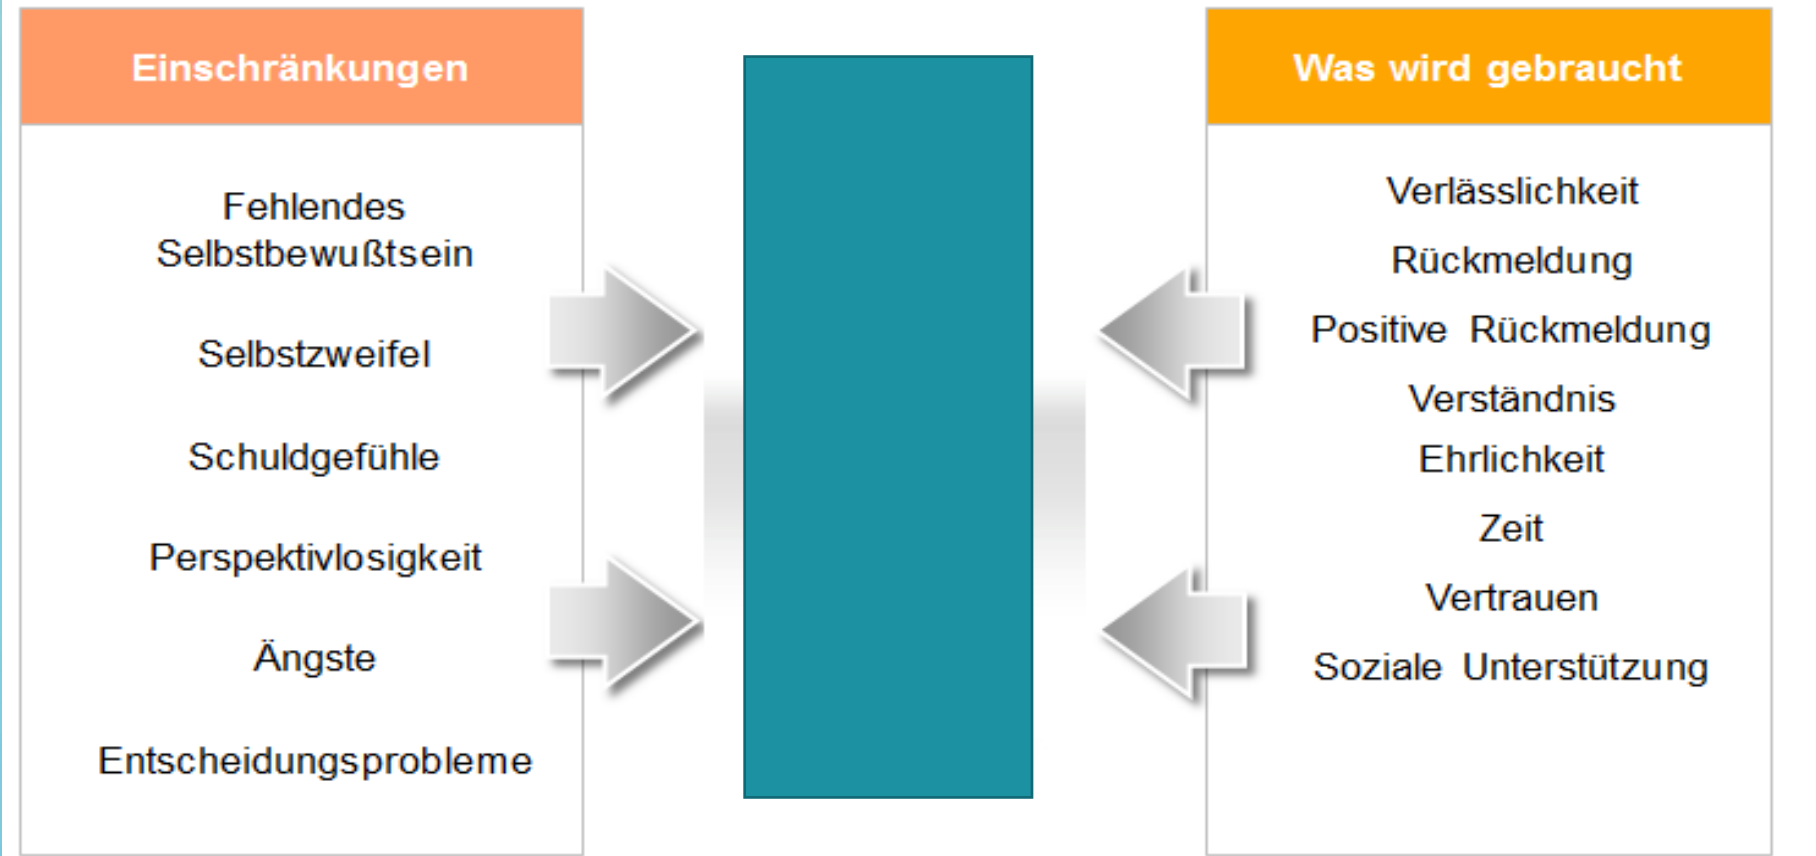 Einschränkungen
Fehlendes
Selbstbewußtsein
Selbstzweifel
Schuldgefühle
Perspektivlosigkeit
Ängste
Entscheidungsprobleme
Was wird gebraucht
Verlässlichkeit
Rückmeldung
Positive Rückmeldung
Verständnis
Ehrlichkeit
Zeit
Vertrauen
Soziale Unterstützung